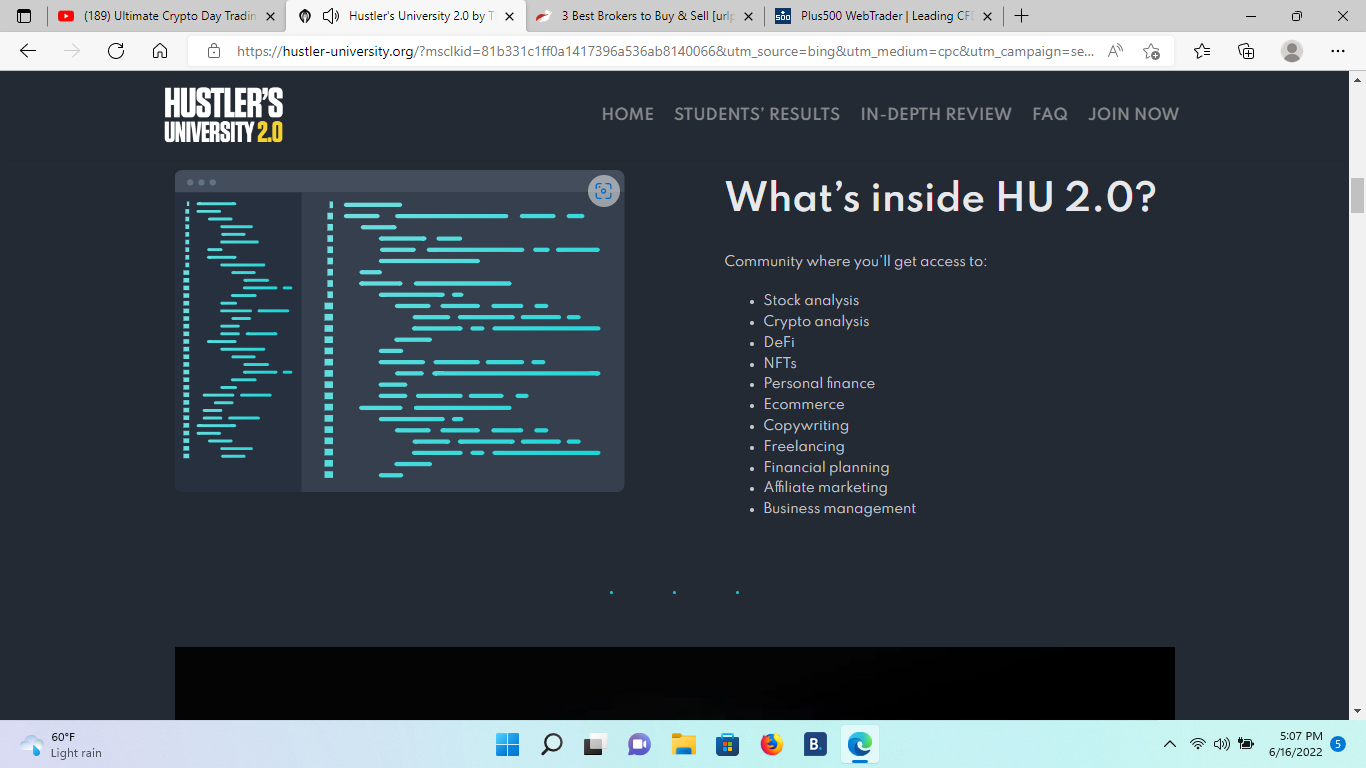 (189) Ultimate Crypto Day Tradin
Hustler's University 2.0 by T
3 Best Brokers to Buy & Sell [urlp
500
Plus500 WebTrader | Leading CFD
https://hustler-university.org/?msclkid=81b331c1ff0a1417396a536ab8140066&utm_source=bing&utm_medium=cpc&utm_campaign=se...
HUSTLER'S
UNIVERSITY 2.0
HOME STUDENTS' RESULTS IN-DEPTH REVIEW FAQ JOIN NOW
What's inside HU 2.0?
Community where you'll get access to:
• Stock analysis
• Crypto analysis
• DeFi
• NFTs
• Personal finance
• Ecommerce
• Copywriting
• Freelancing
• Financial planning
• Affiliate marketing
• Business management
60°F
Light rain
B.
5:07 PM
6/16/2022
5